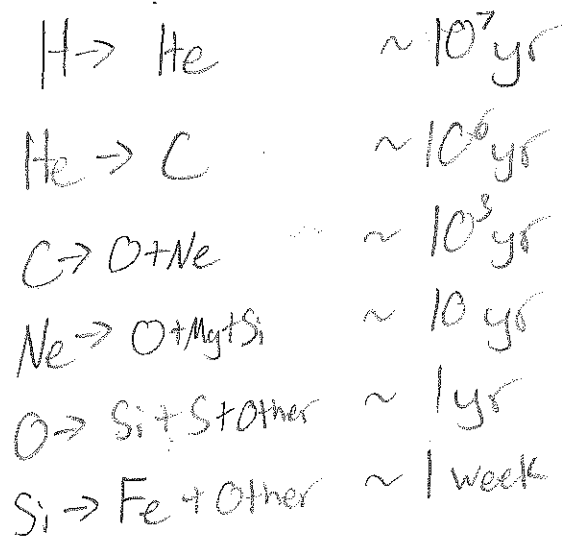 H → He ~ 10⁷ yr
He → C ~ 10⁶ yr
C → O+Ne ~ 10³ yr
Ne → O+Mg+Si ~ 10 yr
O → Si+S+Other ~ 1 yr
Si → Fe + Other ~ 1 week